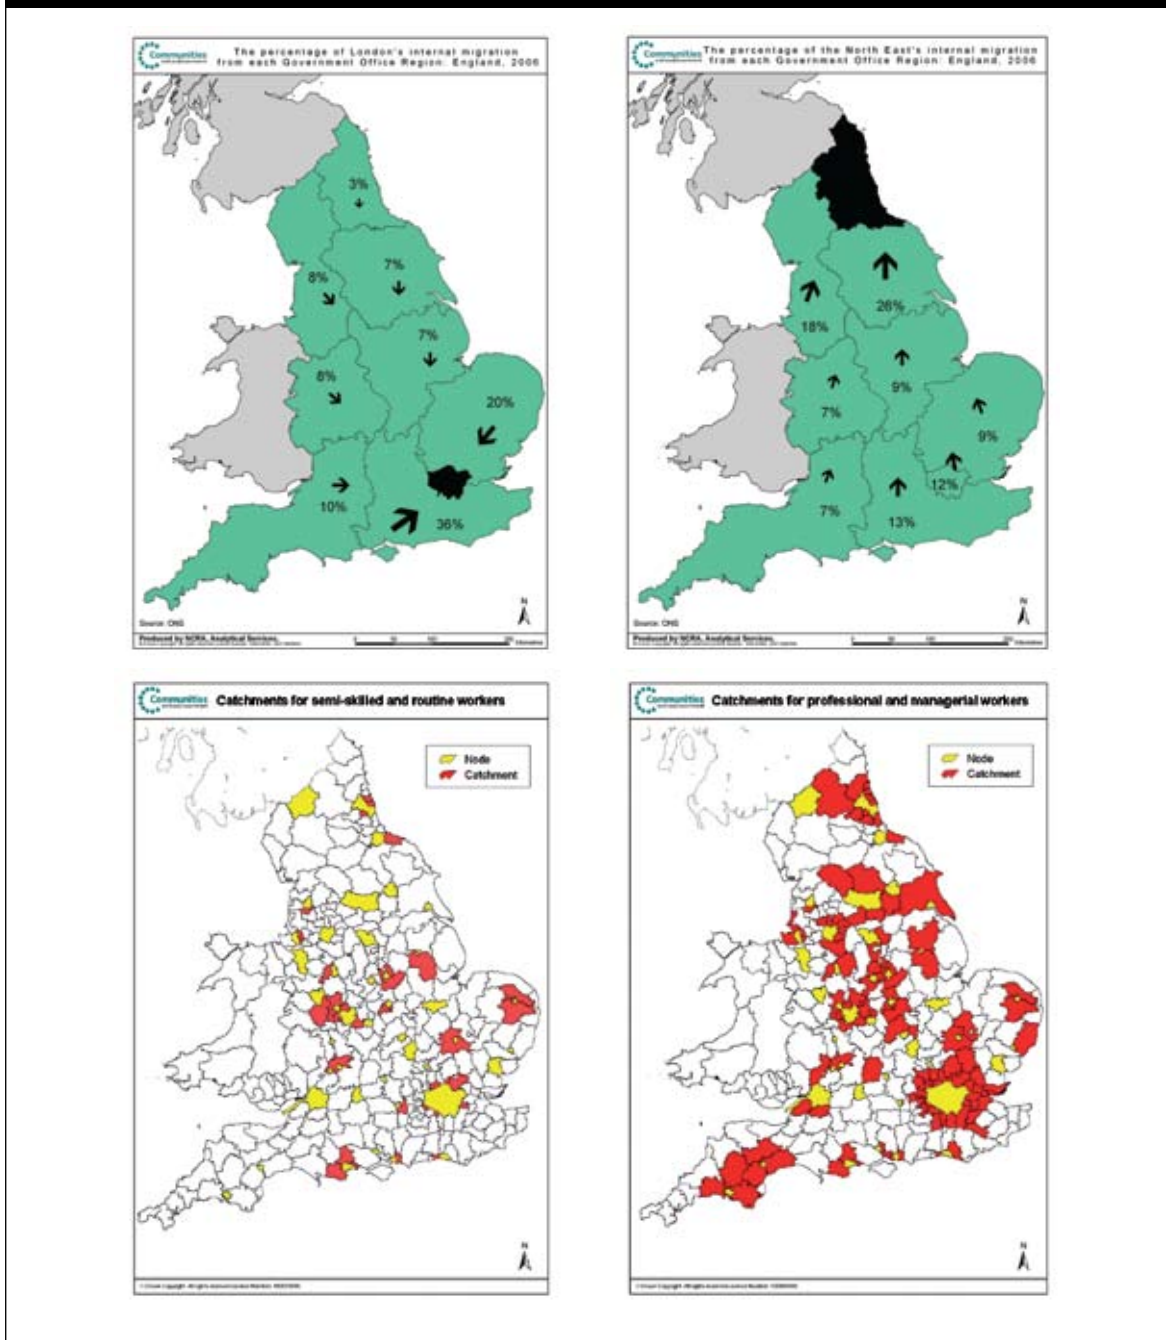 Communities
The percentage of London's internal migration
from each Government Office Region: England, 2006
3%
7%
8%
7%
8%
20%
10%
36%
N
Source: ONS
Produced by NCRA, Analytical Services.
Communities
The percentage of the North East's internal migration
from each Government Office Region: England, 2006
26%
18%
9%
7%
9%
12%
7%
13%
N
Source: ONS
Produced by NCRA, Analytical Services.
Communities
Catchments for semi-skilled and routine workers
Node
Catchment
N
Communities
Catchments for professional and managerial workers
Node
Catchment
N